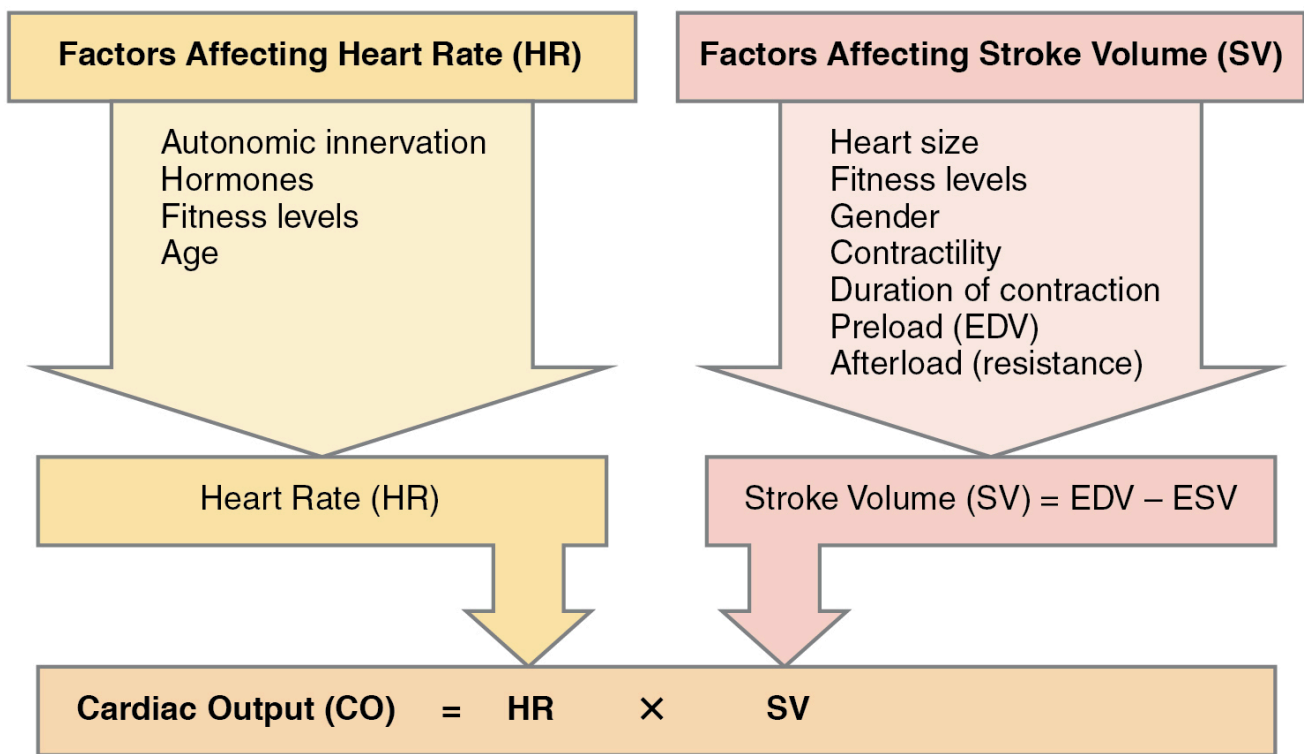 Factors Affecting Heart Rate (HR)
Autonomic innervation
Hormones
Fitness levels
Age
Heart Rate (HR)
Factors Affecting Stroke Volume (SV)
Heart size
Fitness levels
Gender
Contractility
Duration of contraction
Preload (EDV)
Afterload (resistance)
Stroke Volume (SV) = EDV – ESV
Cardiac Output (CO) = HR × SV